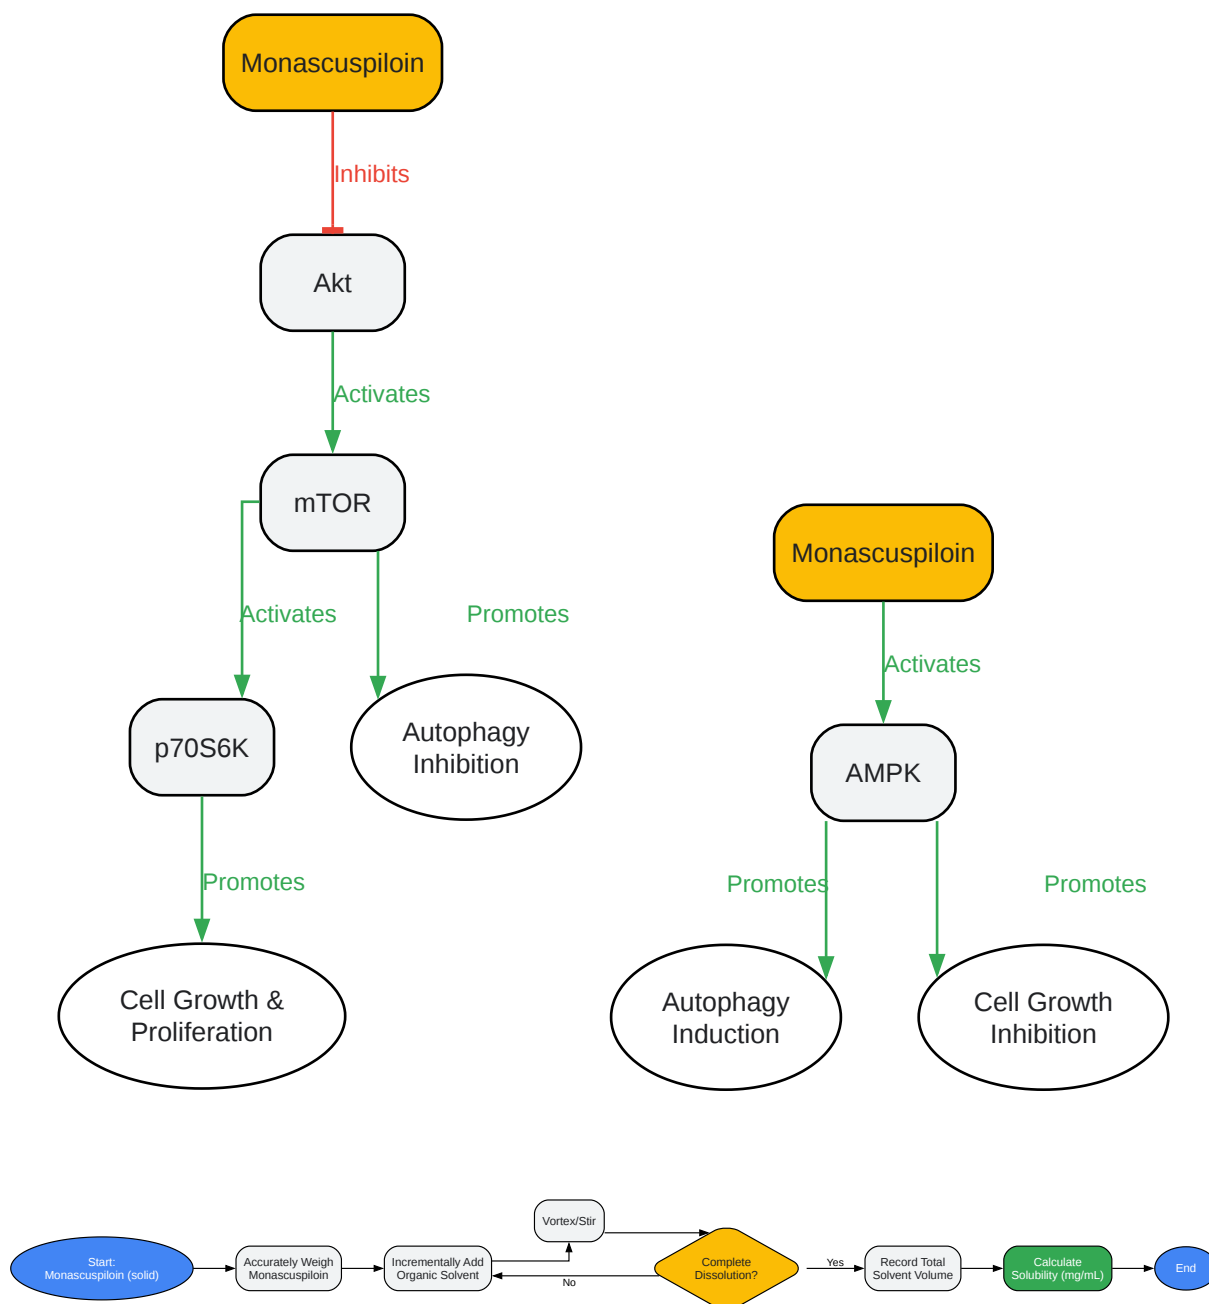 Monascuspiloin
Inhibits
Akt
Activates
mTOR
Activates
Promotes
p70S6K
Autophagy
Inhibition
Promotes
Cell Growth &
Proliferation
Monascuspiloin
Activates
AMPK
Promotes
Promotes
Autophagy
Induction
Cell Growth
Inhibition
Start:
Monascuspiloin (solid)
Accurately Weigh
Monascuspiloin
Incrementally Add
Organic Solvent
Vortex/Stir
No
Complete
Dissolution?
Yes
Record Total
Solvent Volume
Calculate
Solubility (mg/mL)
End